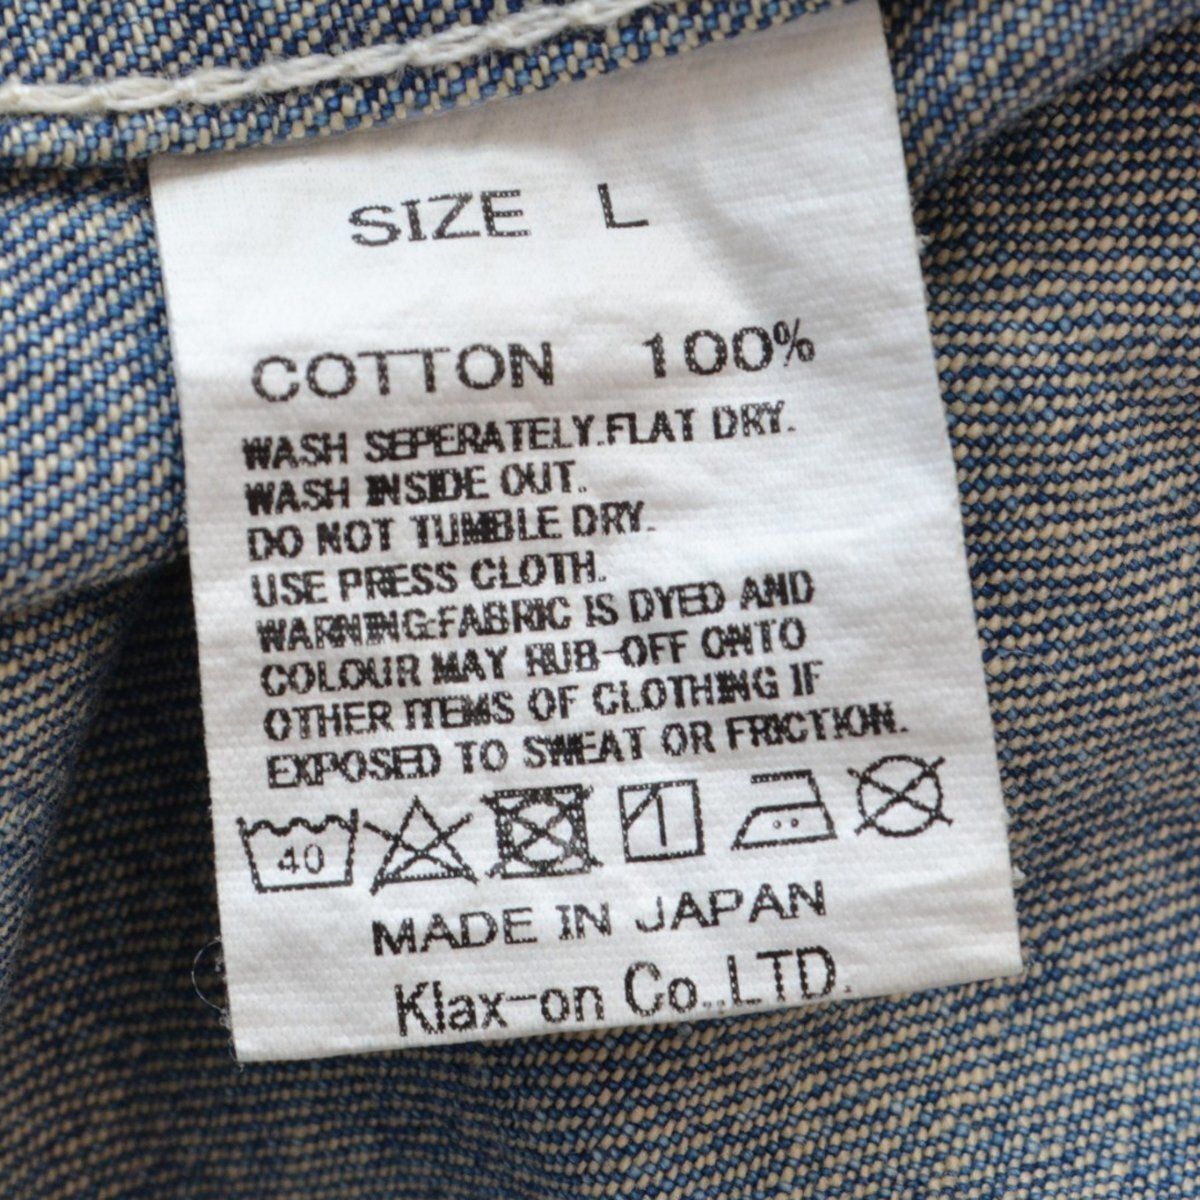 SIZE L
COTTON 100%
WASH SEPERATELY.FLAT DRY.
WASH INSIDE OUT.
DO NOT TUMBLE DRY.
USE PRESS CLOTH.
WARNING:FABRIC IS DYED AND
COLOUR MAY RUB-OFF ONTO
OTHER ITEMS OF CLOTHING IF
EXPOSED TO SWEAT OR FRICTION.
40
MADE IN JAPAN
Klax-on Co.,LTD.